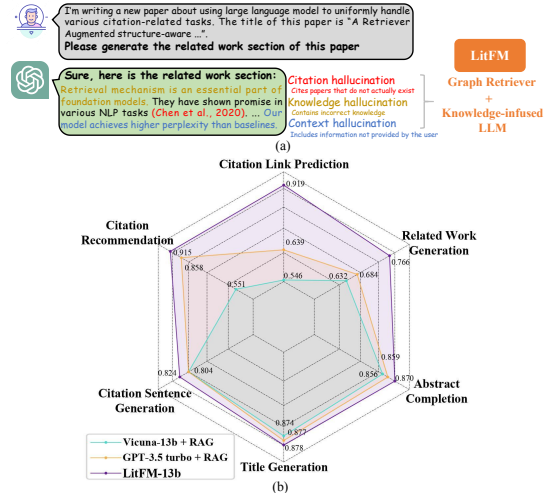 I'm writing a new paper about using large language model to uniformly handle
various citation-related tasks. The title of this paper is "A Retriever
Augmented structure-aware ...".
Please generate the related work section of this paper
Sure, here is the related work section:
Retrieval mechanism is an essential part of
foundation models. They have shown promise in
various NLP tasks (Chen et al., 2020). ... Our
model achieves higher perplexity than baselines.
Citation hallucination
Cites papers that do not actually exist
Knowledge hallucination
Contains incorrect knowledge
Context hallucination
Includes information not provided by the user
LitFM
Graph Retriever
+
Knowledge-infused
LLM
(a)
Citation Link Prediction
0.919
0.639
0.546
Citation
Recommendation
0.915
0.858
0.551
Related Work
Generation
0.766
0.684
0.632
Citation Sentence
Generation
0.824
0.804
Abstract
Completion
0.859
0.856
0.870
Title Generation
0.874
0.877
0.878
Vicuna-13b + RAG
GPT-3.5 turbo + RAG
LitFM-13b
(b)